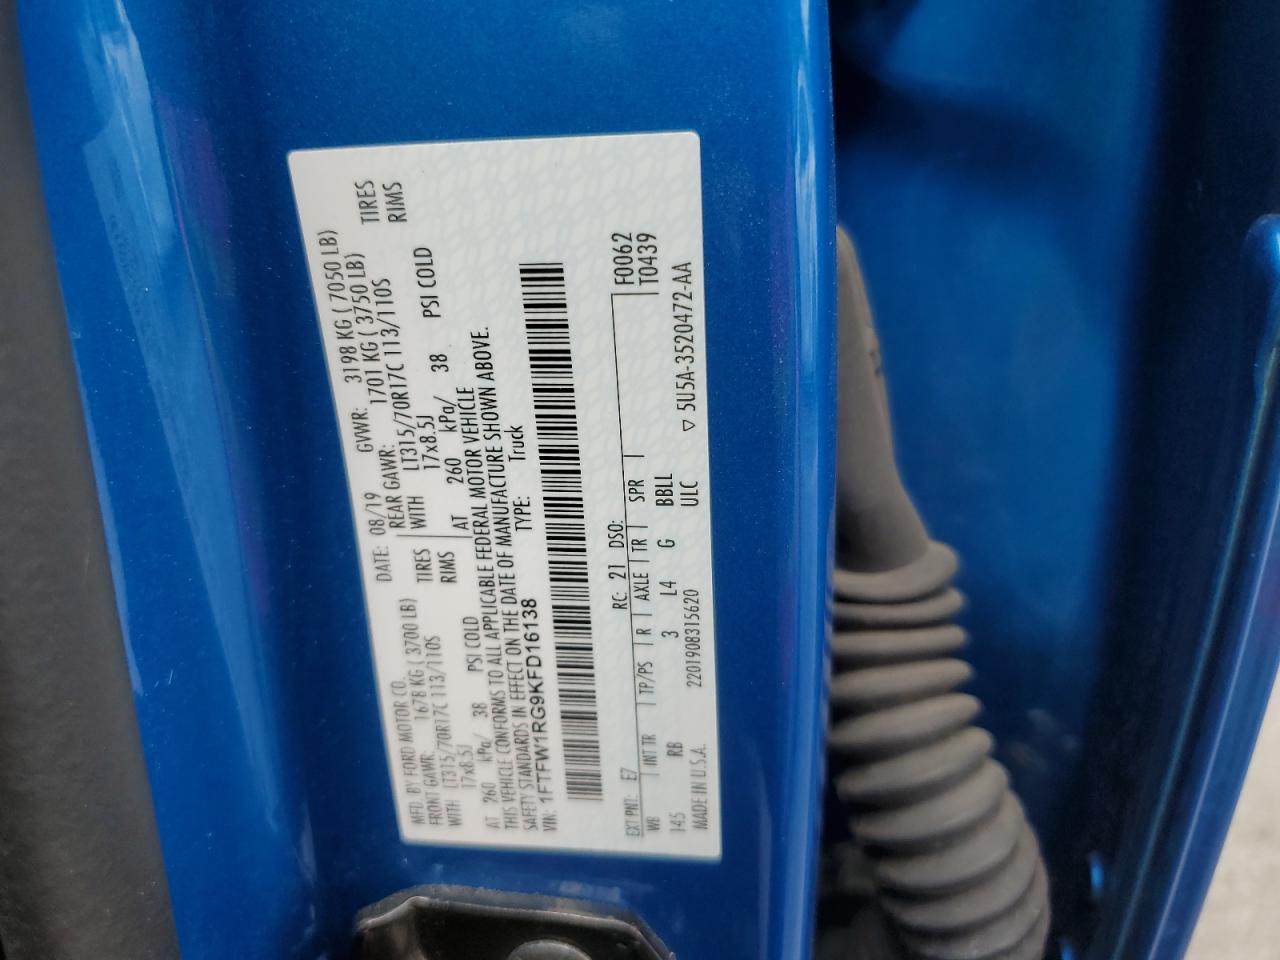 MFD. BY FORD MOTOR CO.
DATE: 08/19 GVWR: 3198 KG ( 7050 LB)
FRONT GAWR: 1678 KG ( 3700 LB) REAR GAWR: 1701 KG ( 3750 LB)
WITH LT315/70R17C 113/110S TIRES WITH LT315/70R17C 113/110S TIRES
17x8.5J RIMS 17x8.5J RIMS
AT 260 kPa/ 38 PSI COLD AT 260 kPa/ 38 PSI COLD
THIS VEHICLE CONFORMS TO ALL APPLICABLE FEDERAL MOTOR VEHICLE
SAFETY STANDARDS IN EFFECT ON THE DATE OF MANUFACTURE SHOWN ABOVE.
VIN: 1FTFW1RG9KFD16138 TYPE: Truck
EXT PNT: E7 RC: 21 DSO: F0062
WB INT TR TP/PS R AXLE TR SPR T0439
145 RB 3 L4 G BBLL
2201908315620 ULC
MADE IN U.S.A. ▽ 5U5A-3520472-AA